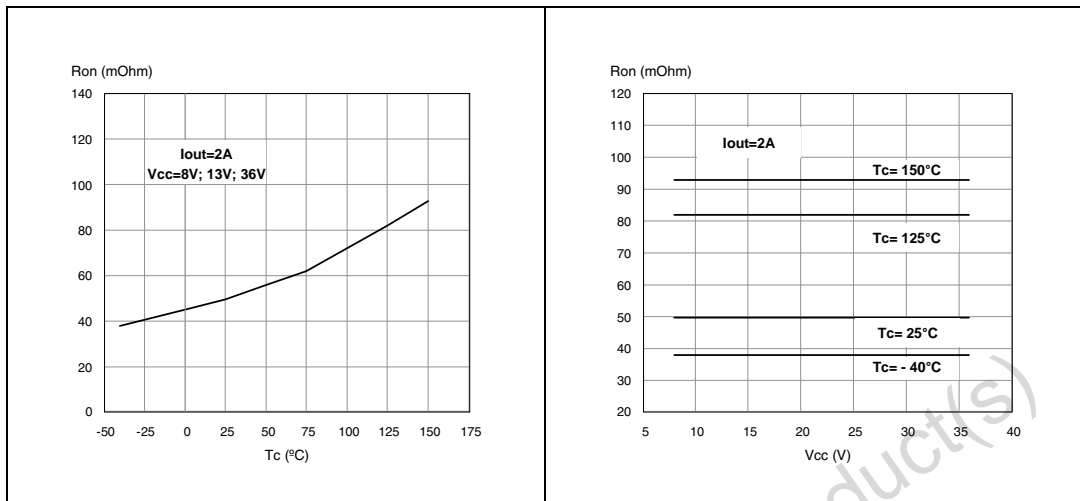 Ron (mOhm)
140
120
100
80
60
40
20
0
Iout=2A
Vcc=8V; 13V; 36V
-50 -25 0 25 50 75 100 125 150 175
Tc (ºC)
Ron (mOhm)
120
110
100
90
80
70
60
50
40
30
20
Iout=2A
Tc= 150°C
Tc= 125°C
Tc= 25°C
Tc= - 40°C
5 10 15 20 25 30 35 40
Vcc (V)
duct(s)